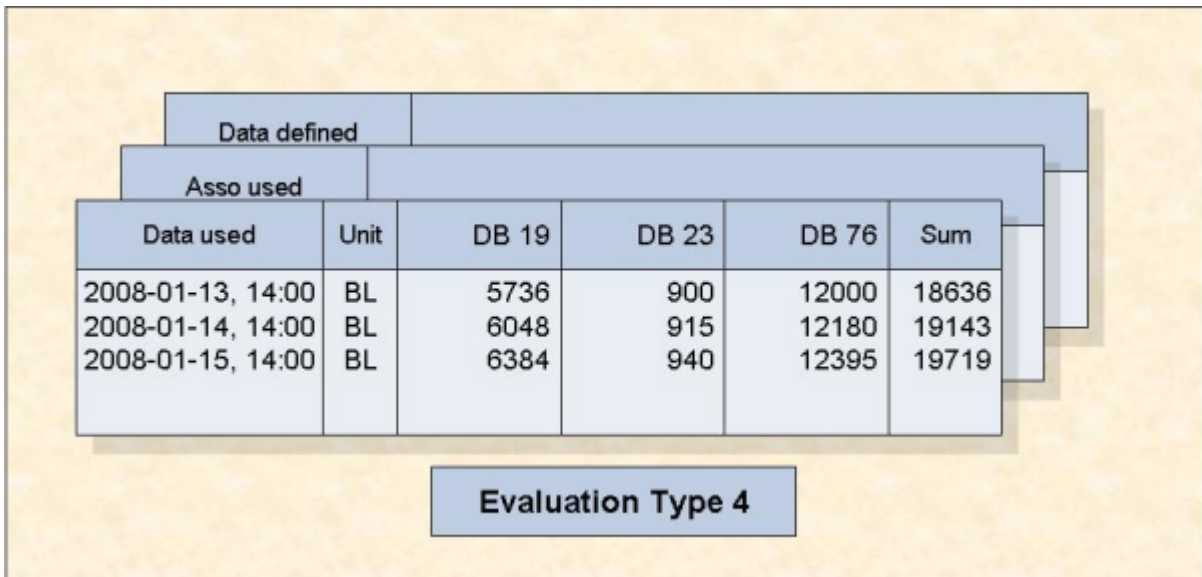 Data defined
Asso used
Data used Unit DB 19 DB 23 DB 76 Sum
2008-01-13, 14:00 BL 5736 900 12000 18636
2008-01-14, 14:00 BL 6048 915 12180 19143
2008-01-15, 14:00 BL 6384 940 12395 19719
Evaluation Type 4